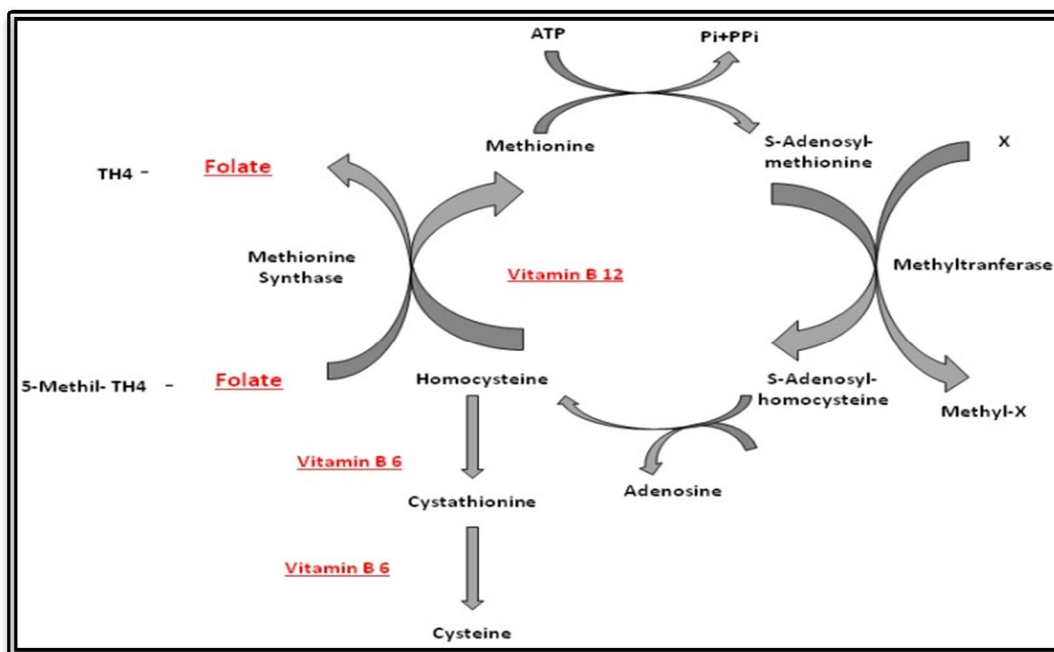 ATP
Pi+PPi
Methionine
S-Adenosyl-
methionine
X
TH4 - Folate
Methionine
Synthase
Vitamin B 12
Methyltranferase
5-Methil- TH4 - Folate
Homocysteine
S-Adenosyl-
homocysteine
Methyl-X
Vitamin B 6
Adenosine
Cystathionine
Vitamin B 6
Cysteine